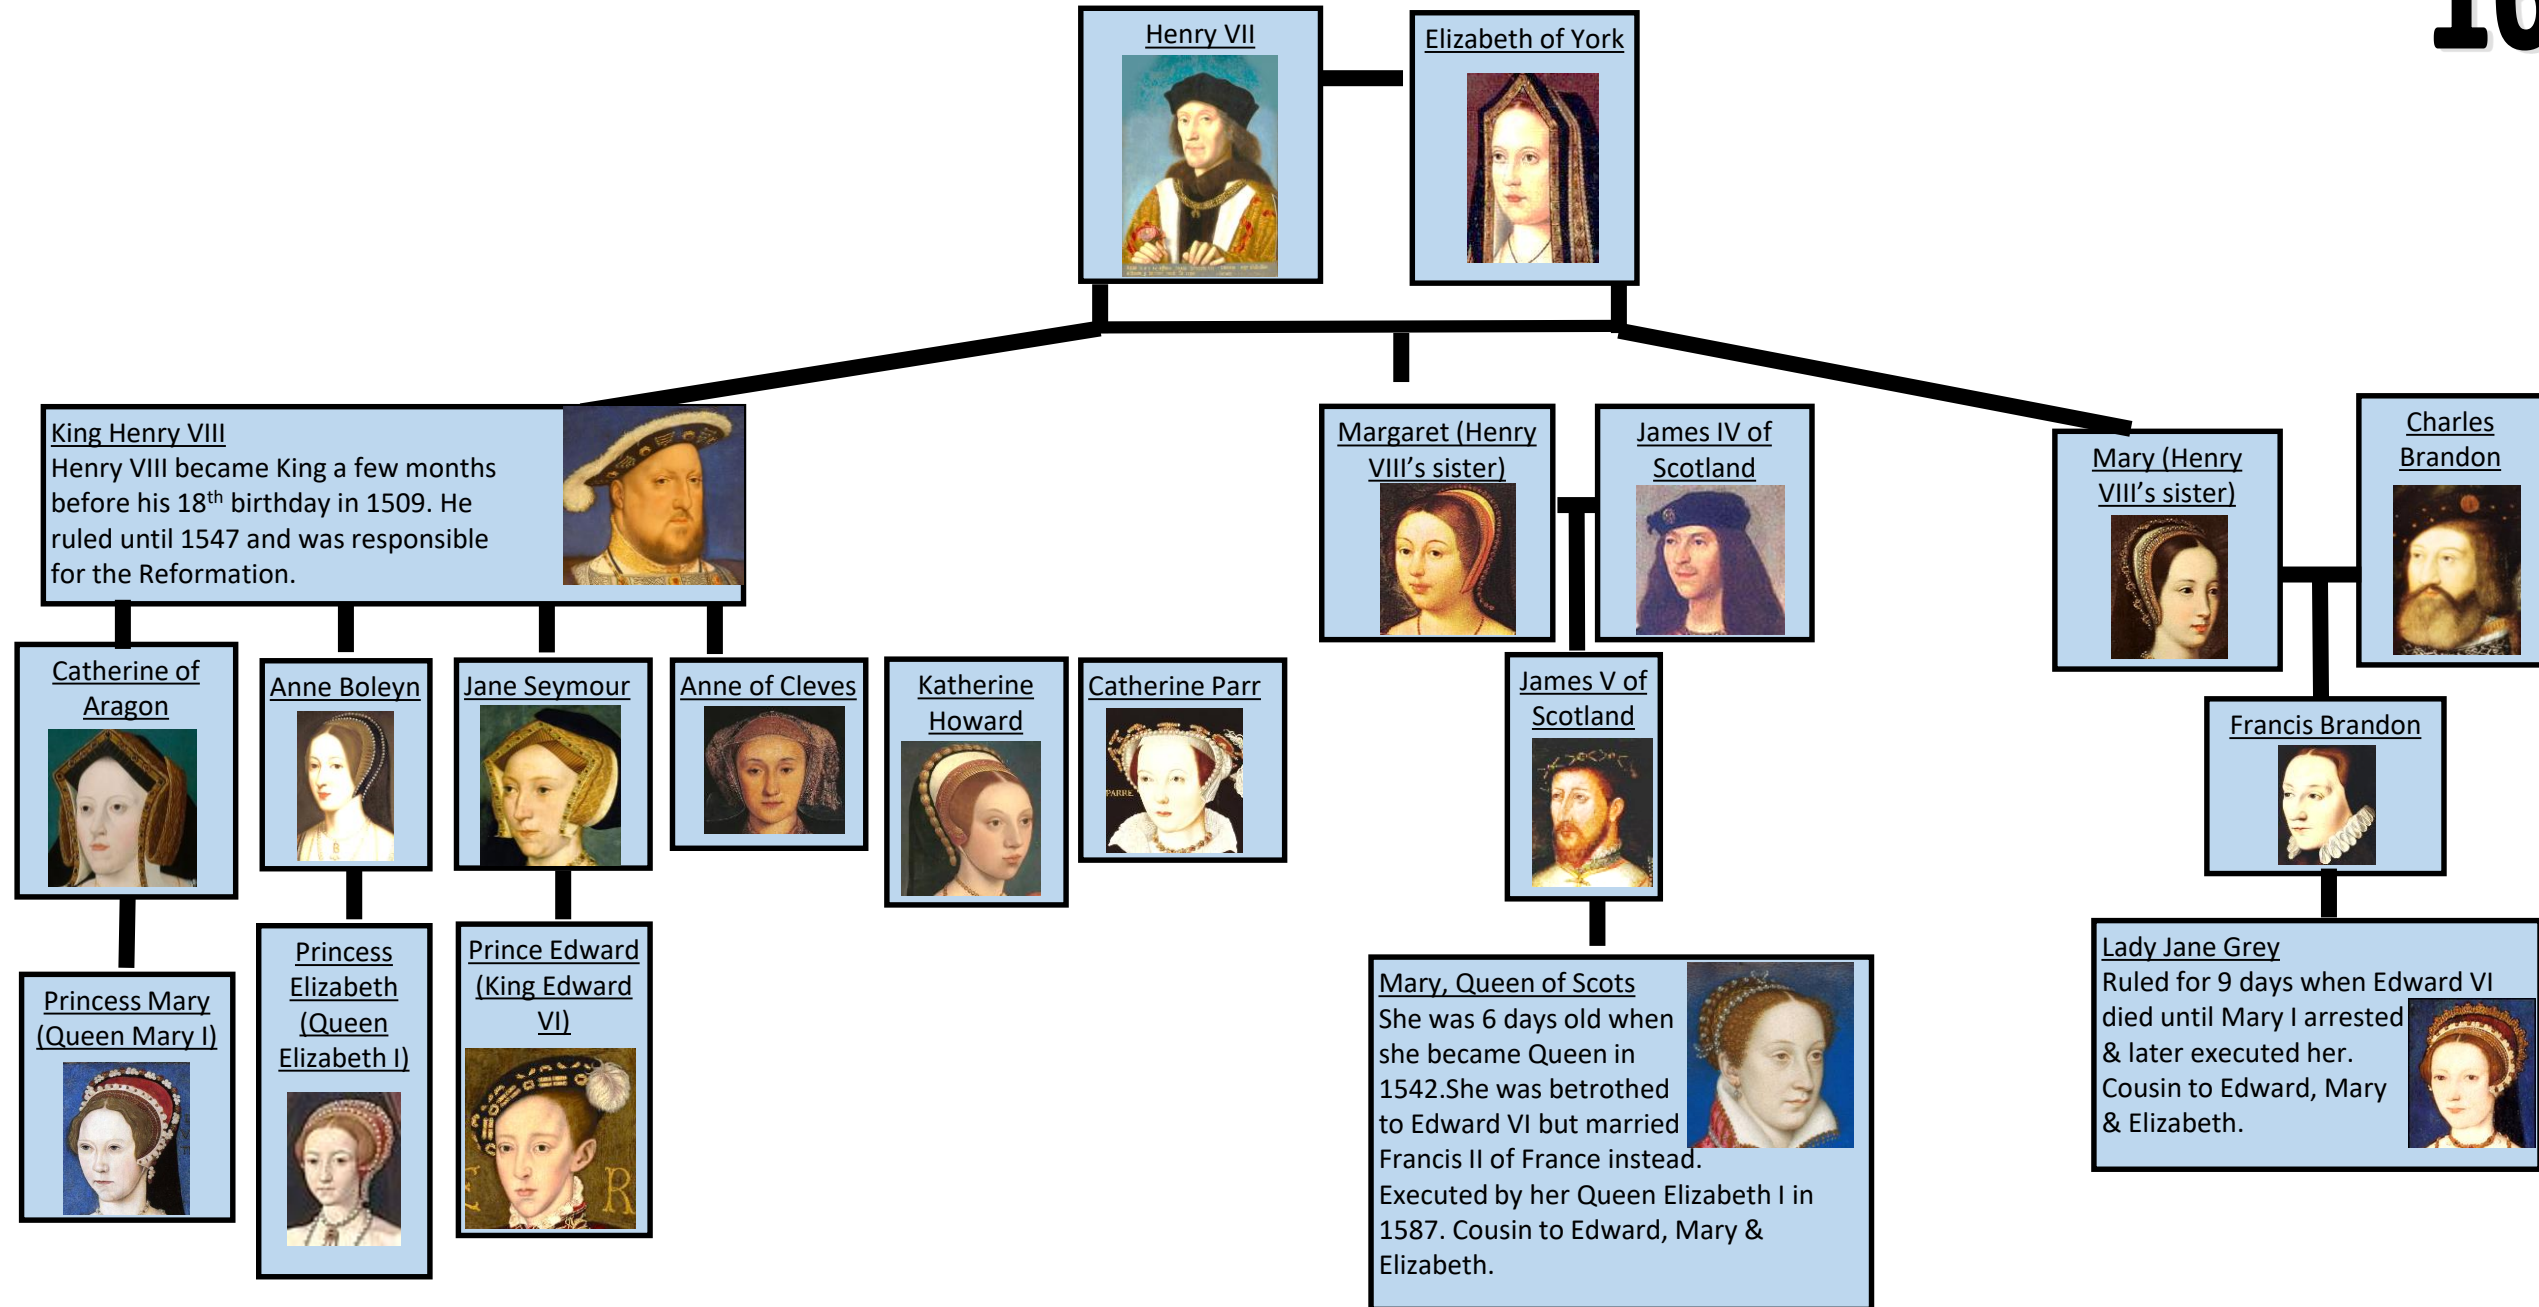 16
Henry VII
Elizabeth of York
King Henry VIII
Henry VIII became King a few months
before his 18th birthday in 1509. He
ruled until 1547 and was responsible
for the Reformation.
Margaret (Henry
VIII's sister)
James IV of
Scotland
Mary (Henry
VIII's sister)
Charles
Brandon
Catherine of
Aragon
Anne Boleyn
Jane Seymour
Anne of Cleves
Katherine
Howard
Catherine Parr
PARRE
James V of
Scotland
Francis Brandon
Princess Mary
(Queen Mary I)
Princess
Elizabeth
(Queen
Elizabeth I)
Prince Edward
(King Edward
VI)
R
Mary, Queen of Scots
She was 6 days old when
she became Queen in
1542.She was betrothed
to Edward VI but married
Francis II of France instead.
Executed by her Queen Elizabeth I in
1587. Cousin to Edward, Mary &
Elizabeth.
Lady Jane Grey
Ruled for 9 days when Edward VI
died until Mary I arrested
& later executed her.
Cousin to Edward, Mary
& Elizabeth.